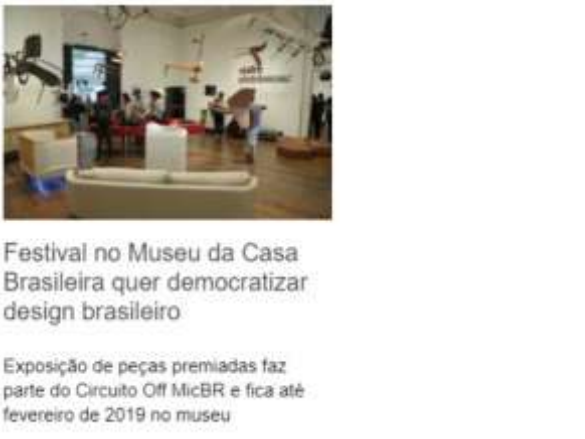 Festival no Museu da Casa
Brasileira quer democratizar
design brasileiro
Exposição de peças premiadas faz
parte do Circuito Off MicBR e fica até
fevereiro de 2019 no museu